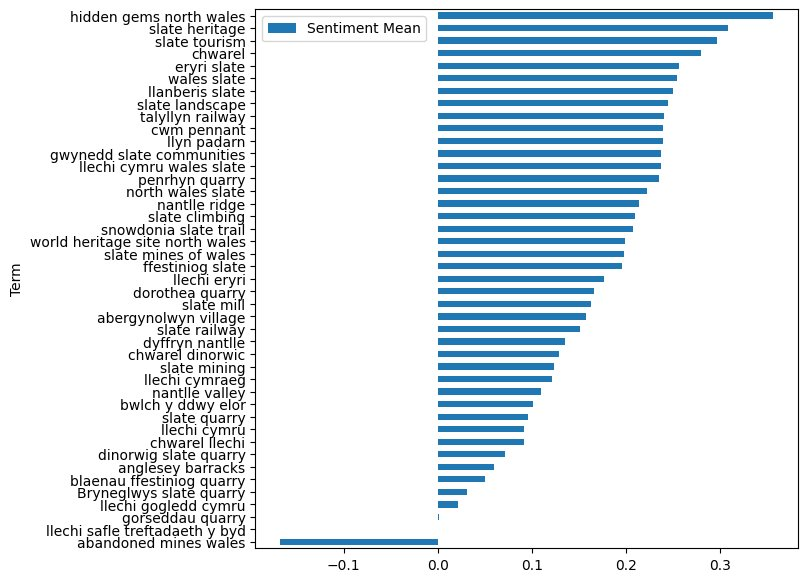 hidden gems north wales
slate heritage
slate tourism
chwarel
eryri slate
wales slate
llanberis slate
slate landscape
talyllyn railway
cwm pennant
llyn padarn
gwynedd slate communities
llechi cymru wales slate
penrhyn quarry
north wales slate
nantlle ridge
slate climbing
snowdonia slate trail
world heritage site north wales
slate mines of wales
ffestiniog slate
llechi eryri
dorothea quarry
slate mill
abergynolwyn village
slate railway
dyffryn nantlle
chwarel dinorwic
slate mining
llechi cymraeg
nantlle valley
bwlch y ddwy elor
slate quarry
llechi cymru
chwarel llechi
dinorwig slate quarry
anglesey barracks
blaenau ffestiniog quarry
Bryneglwys slate quarry
llechi gogledd cymru
gorseddau quarry
llechi safle treftadaeth y byd
abandoned mines wales
Term
Sentiment Mean
−0.1 0.0 0.1 0.2 0.3